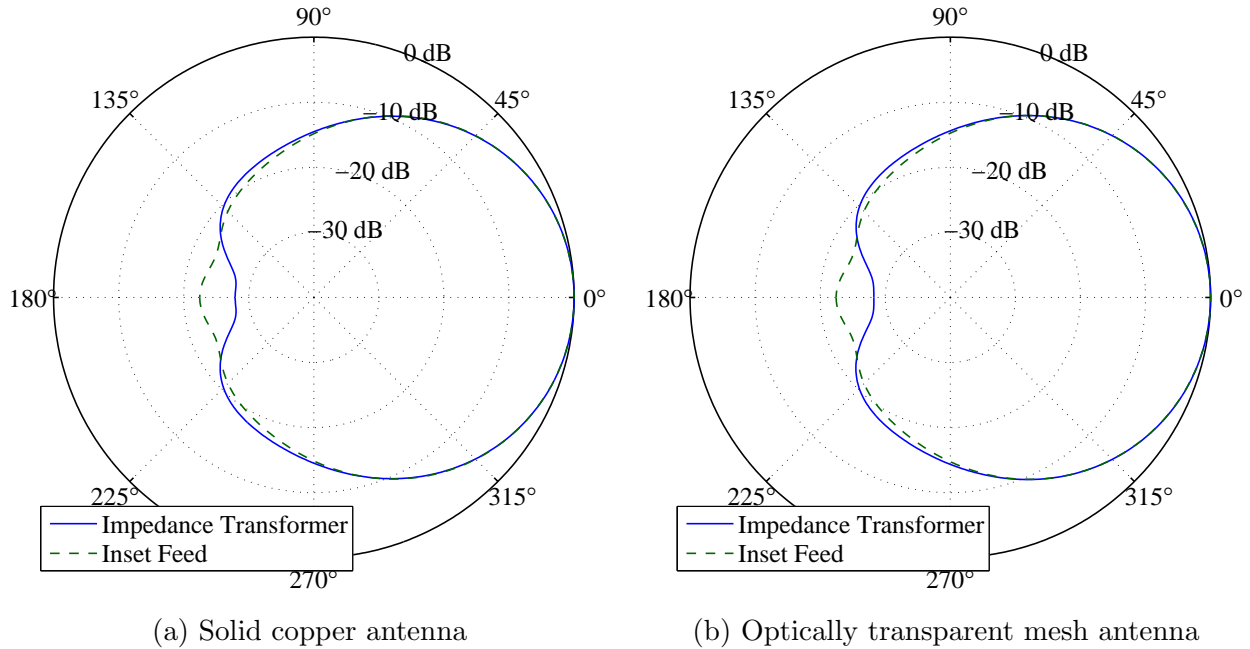 90°
0 dB
135°
−10 dB
45°
−20 dB
−30 dB
180°
0°
225°
315°
Impedance Transformer
Inset Feed
270°
(a) Solid copper antenna
90°
0 dB
135°
−10 dB
45°
−20 dB
−30 dB
180°
0°
225°
315°
Impedance Transformer
Inset Feed
270°
(b) Optically transparent mesh antenna